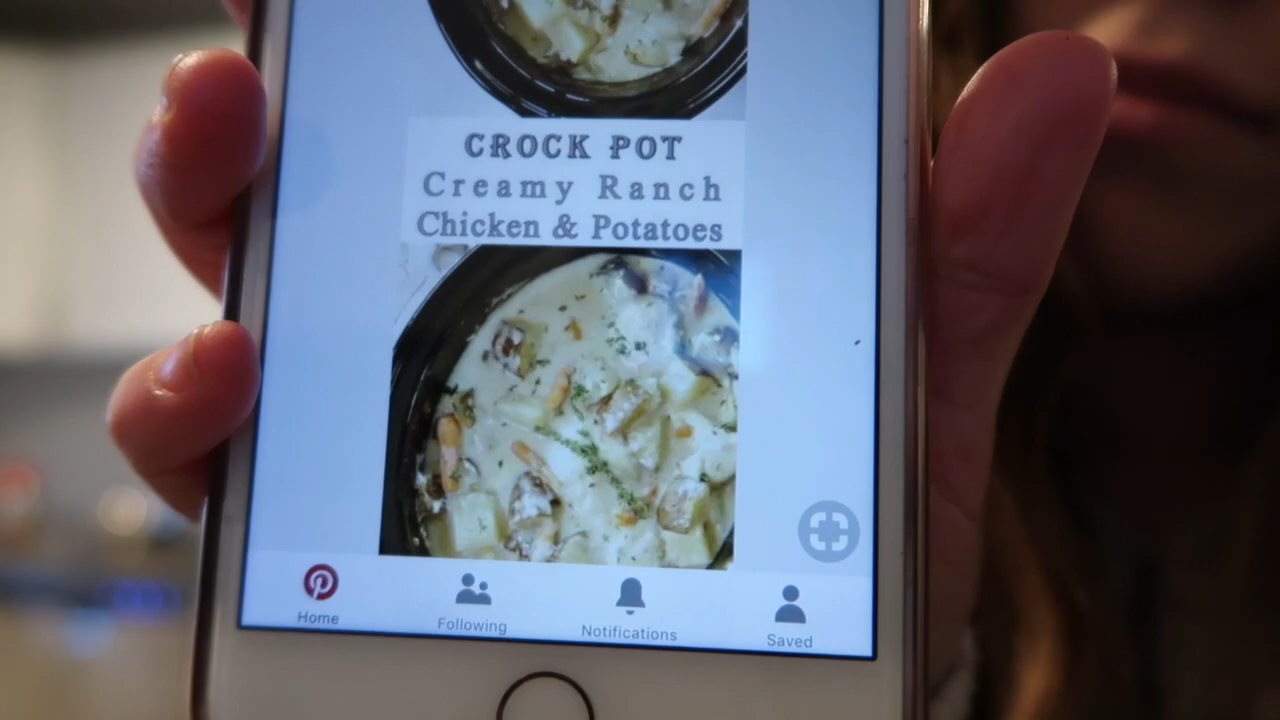 CROCK POT
Creamy Ranch
Chicken & Potatoes
Home
Following
Notifications
Saved